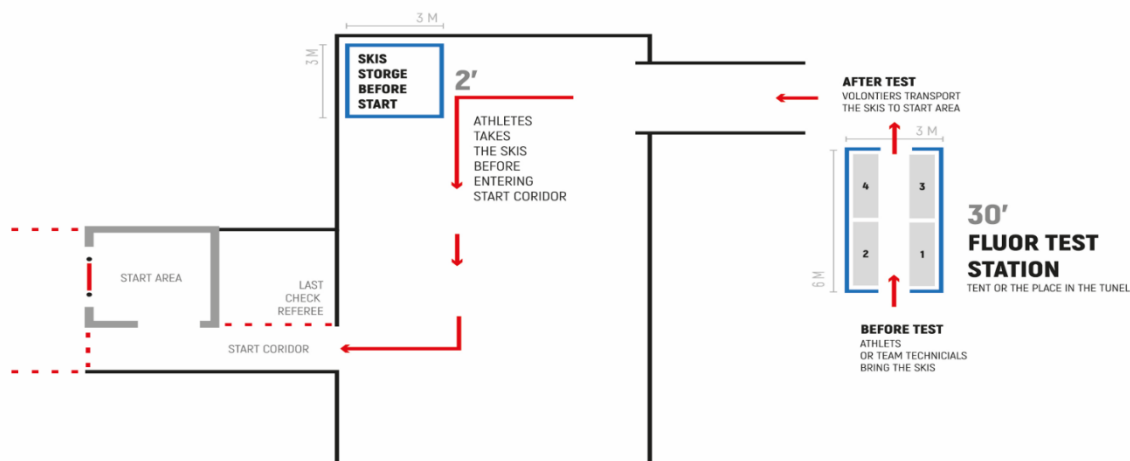 3 M
3 M
SKIS
STORGE
BEFORE
START
2'
ATHLETES
TAKES
THE SKIS
BEFORE
ENTERING
START CORIDOR
AFTER TEST
VOLONTIERS TRANSPORT
THE SKIS TO START AREA
3 M
6 M
4
3
2
1
30'
FLUOR TEST
STATION
TENT OR THE PLACE IN THE TUNEL
BEFORE TEST
ATHLETS
OR TEAM TECHNICIALS
BRING THE SKIS
START AREA
LAST
CHECK
REFEREE
START CORIDOR